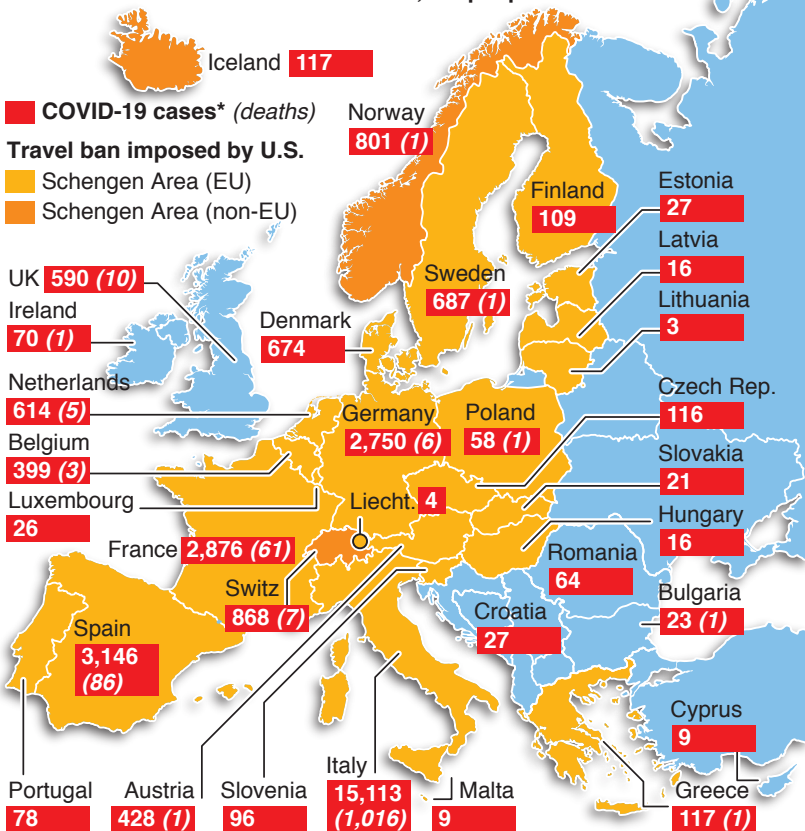 Iceland 117
COVID-19 cases* (deaths)
Travel ban imposed by U.S.
Schengen Area (EU)
Schengen Area (non-EU)
Norway
801 (1)
Finland
109
Estonia
27
Latvia
16
Lithuania
3
UK 590 (10)
Ireland
70 (1)
Denmark
674
Sweden
687 (1)
Netherlands
614 (5)
Belgium
399 (3)
Luxembourg
26
Germany
2,750 (6)
Poland
58 (1)
Czech Rep.
116
Slovakia
21
Hungary
16
Liecht. 4
France 2,876 (61)
Switz
868 (7)
Romania
64
Croatia
27
Bulgaria
23 (1)
Spain
3,146
(86)
Cyprus
9
Portugal
78
Austria
428 (1)
Slovenia
96
Italy
15,113
(1,016)
Malta
9
Greece
117 (1)